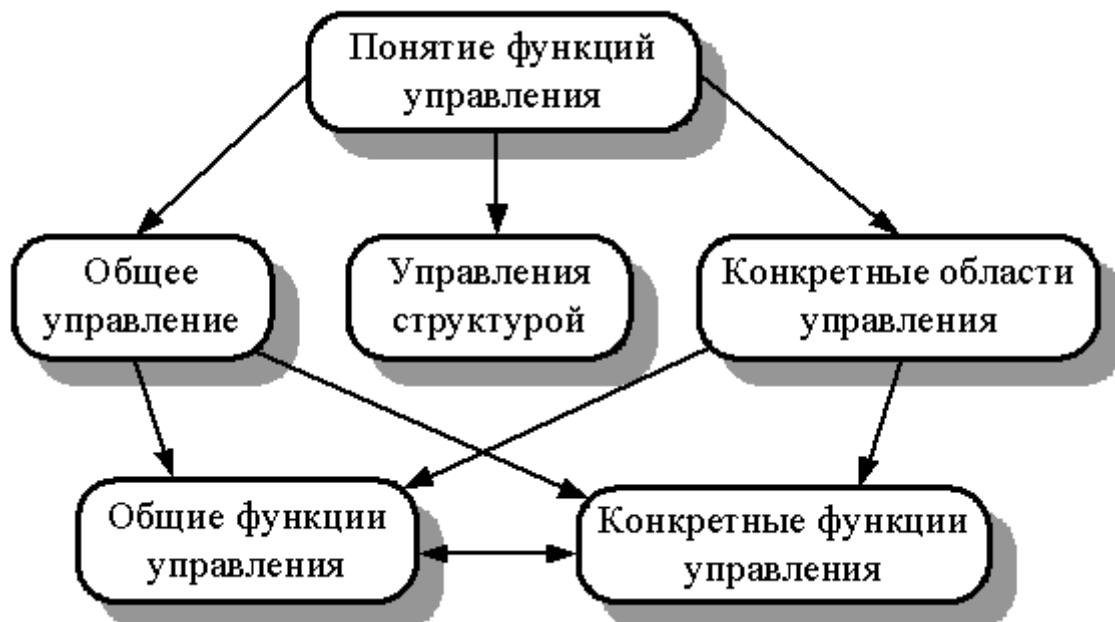 Понятие функций
управления
Общее
управление
Управления
структурой
Конкретные области
управления
Общие функции
управления
Конкретные функции
управления